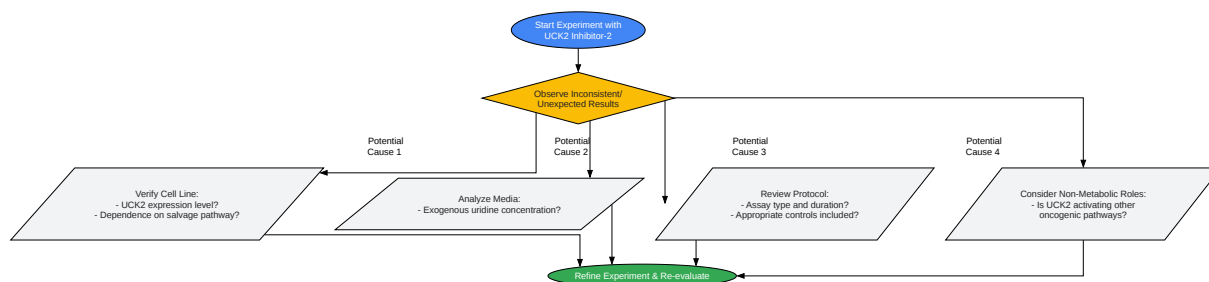 Start Experiment with
UCK2 Inhibitor-2
Observe Inconsistent/
Unexpected Results
Potential
Cause 1
Potential
Cause 2
Potential
Cause 3
Potential
Cause 4
Verify Cell Line:
- UCK2 expression level?
- Dependence on salvage pathway?
Analyze Media:
- Exogenous uridine concentration?
Review Protocol:
- Assay type and duration?
- Appropriate controls included?
Consider Non-Metabolic Roles:
- Is UCK2 activating other
oncogenic pathways?
Refine Experiment & Re-evaluate